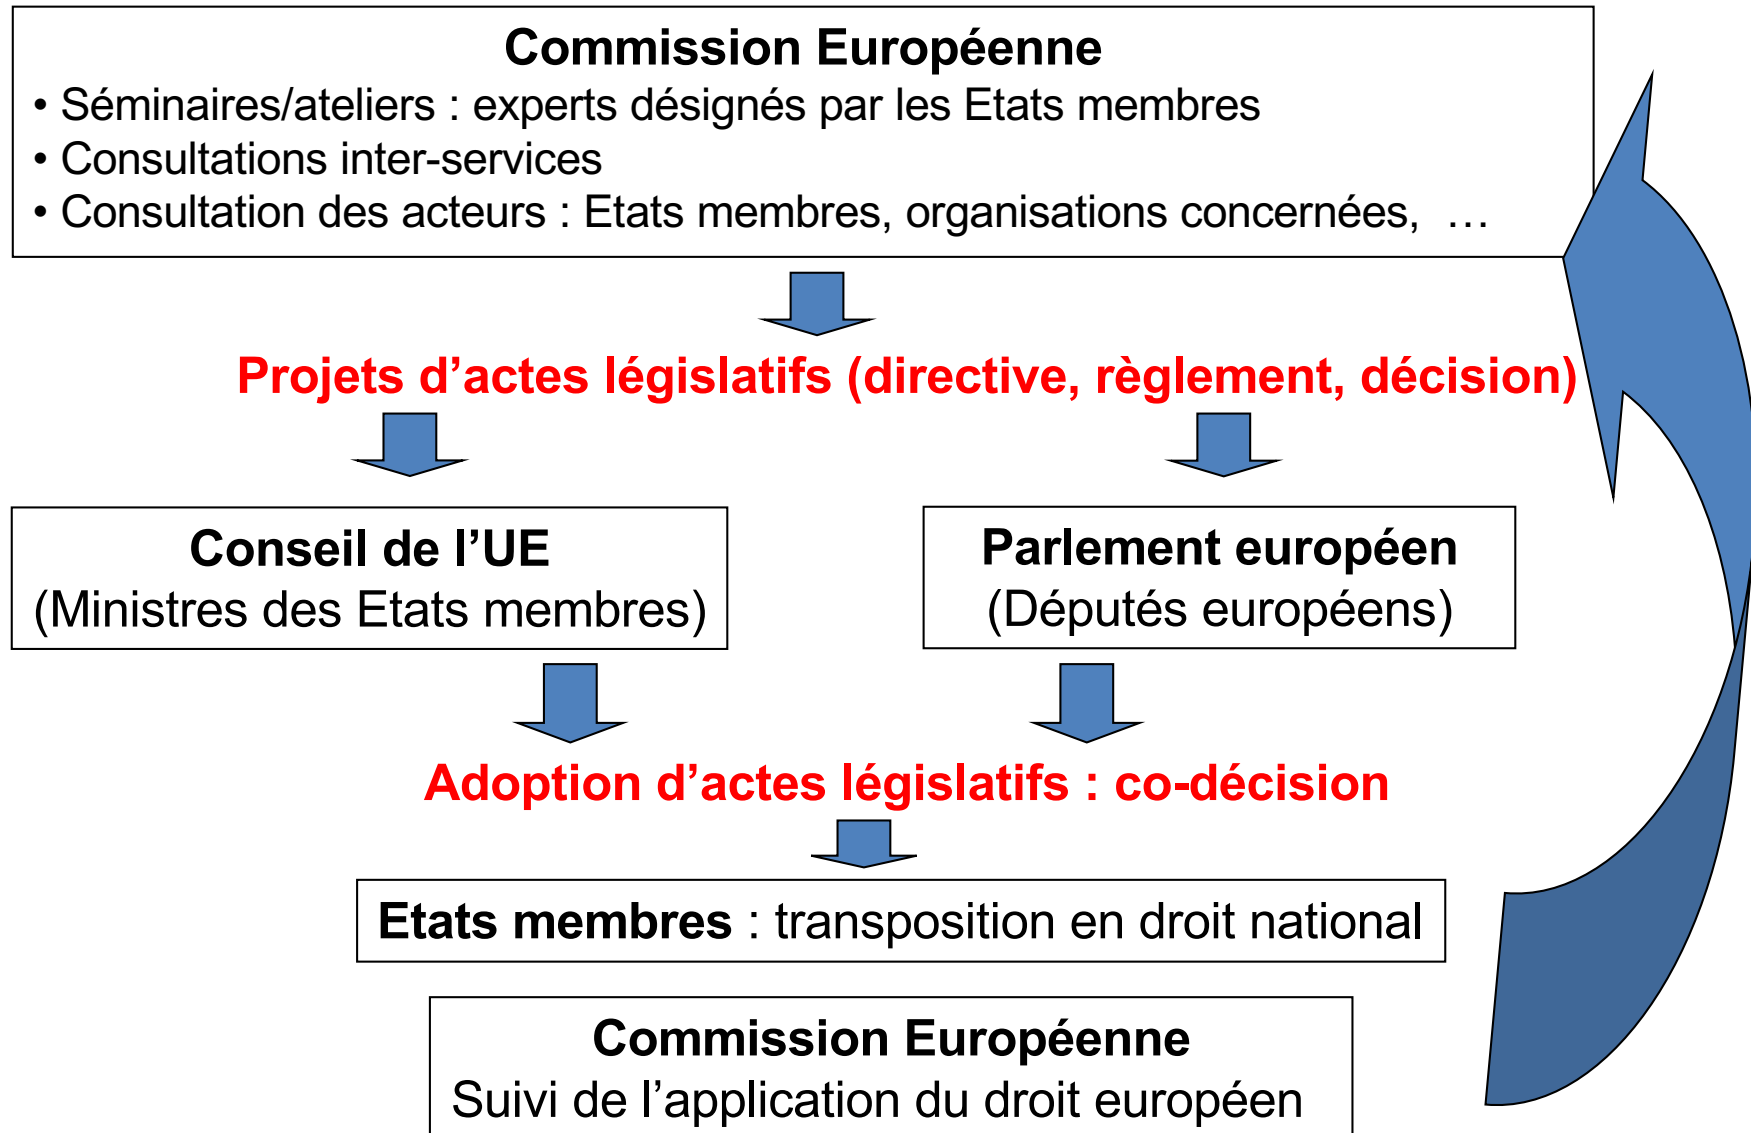 Commission Européenne
• Séminaires/ateliers : experts désignés par les Etats membres
• Consultations inter-services
• Consultation des acteurs : Etats membres, organisations concernées, …
Projets d’actes législatifs (directive, règlement, décision)
Conseil de l’UE
(Ministres des Etats membres)
Parlement européen
(Députés européens)
Adoption d’actes législatifs : co-décision
Etats membres : transposition en droit national
Commission Européenne
Suivi de l’application du droit européen